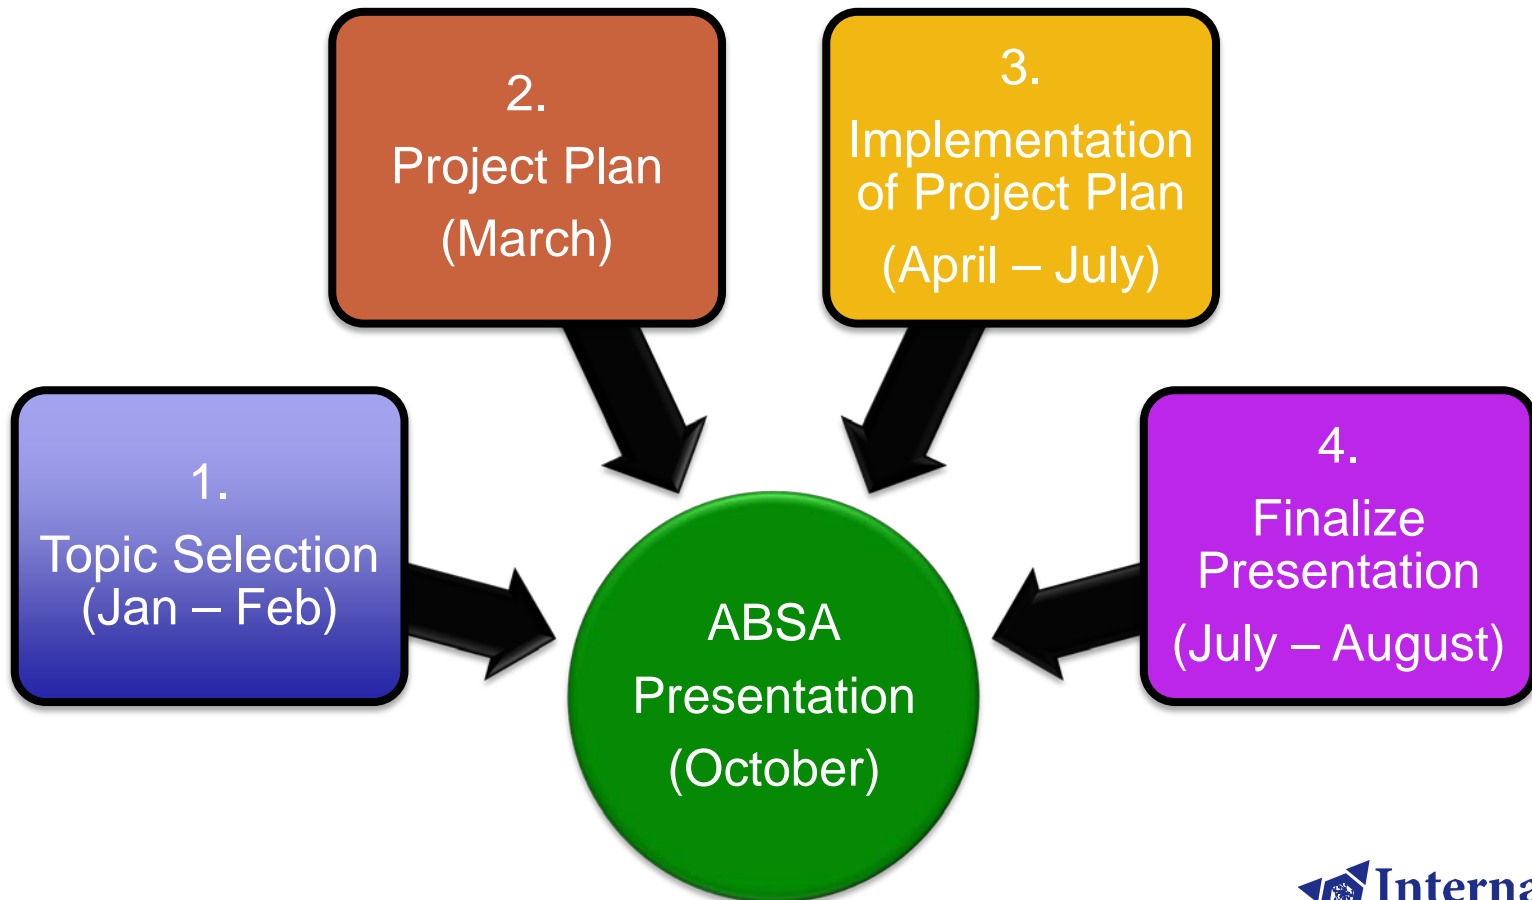 1.
Topic Selection
(Jan – Feb)
2.
Project Plan
(March)
3.
Implementation
of Project Plan
(April – July)
4.
Finalize
Presentation
(July – August)
ABSA
Presentation
(October)